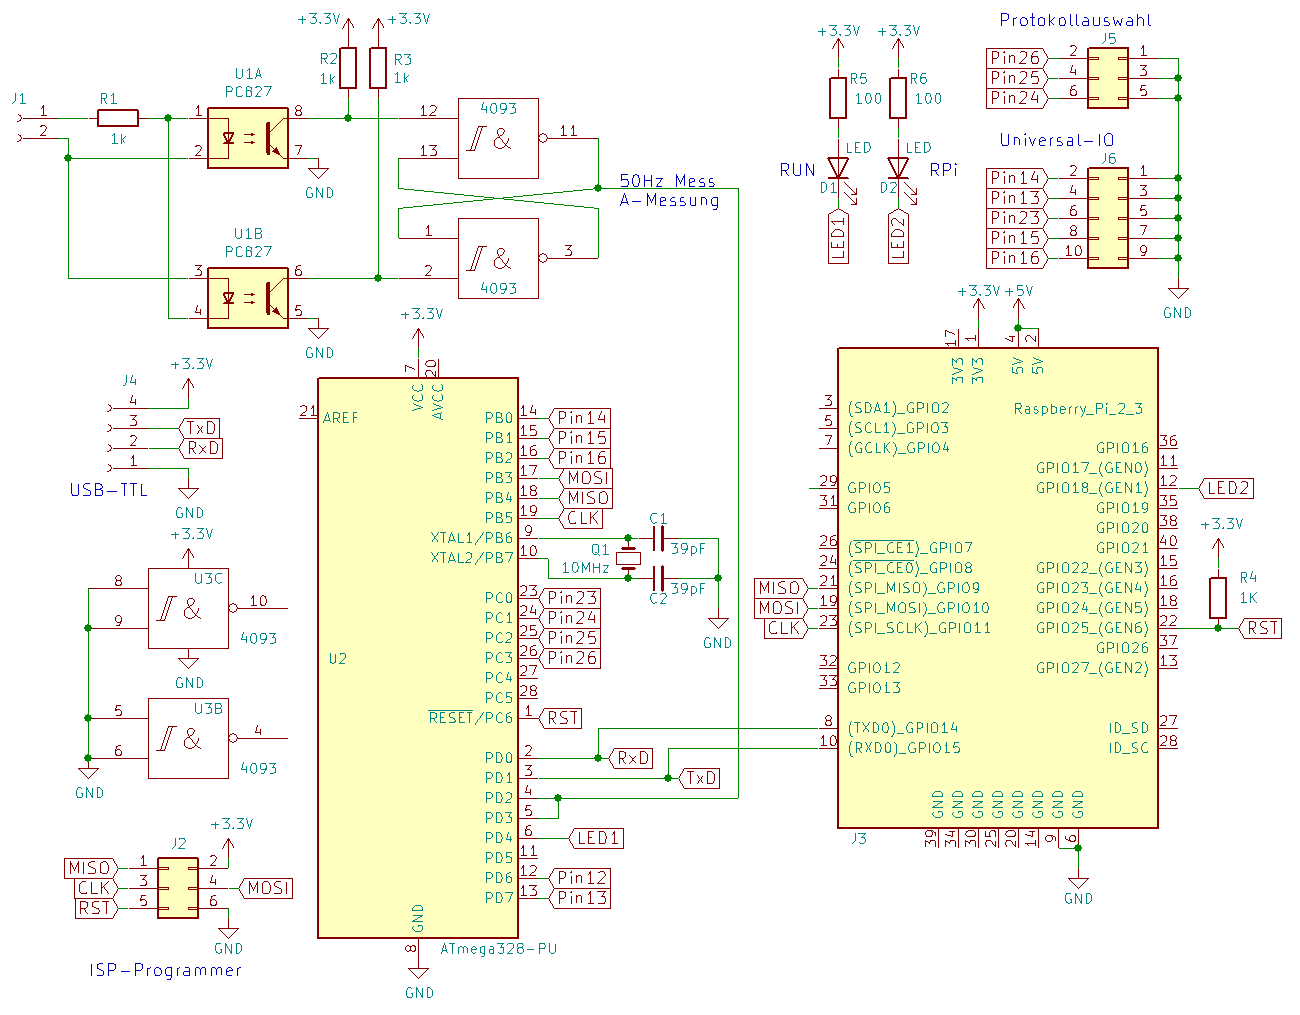 +3.3V
+3.3V
R2
1k
R3
1k
J1
1
2
R1
1k
U1A
PC827
1
2
8
7
GND
12
13
4093
&
11
50Hz Mess
A-Messung
U1B
PC827
3
4
6
5
GND
1
2
&
4093
3
+3.3V
+3.3V
R5
100
R6
100
LED
LED
RUN
D1
D2
RPi
LED1
LED2
Protokollauswahl
J5
Pin26 2 1
Pin25 4 3
Pin24 6 5
Universal-IO
J6
Pin14 2 1
Pin13 4 3
Pin23 6 5
Pin15 8 7
Pin16 10 9
GND
+3.3V
J4
4
3 TxD
2 RxD
1
USB-TTL
GND
+3.3V
U3C
8
9
&
10
4093
GND
U3B
5
6
&
4
4093
GND
+3.3V
J2
MISO 1 2
CLK 3 4 MOSI
RST 5 6
GND
ISP-Programmer
+3.3V
7
20
VCC
AVCC
21 AREF
U2
PB0 14 Pin14
PB1 15 Pin15
PB2 16 Pin16
PB3 17 MOSI
PB4 18 MISO
PB5 19 CLK
XTAL1/PB6 9
XTAL2/PB7 10
PC0 23 Pin23
PC1 24 Pin24
PC2 25 Pin25
PC3 26 Pin26
PC4 27
PC5 28
RESET/PC6 1 RST
PD0 2 RxD
PD1 3 TxD
PD2 4
PD3 5
PD4 6 LED1
PD5 11
PD6 12 Pin12
PD7 13 Pin13
GND
8
ATmega328-PU
GND
C1
39pF
Q1
10MHz
39pF
C2
GND
+3.3V
+5V
17
1
4
2
3V3
3V3
5V
5V
Raspberry_Pi_2_3
3 (SDA1)_GPIO2
5 (SCL1)_GPIO3
7 (GCLK)_GPIO4
29 GPIO5
31 GPIO6
26 (SPI_CE1)_GPIO7
24 (SPI_CE0)_GPIO8
MISO 21 (SPI_MISO)_GPIO9
MOSI 19 (SPI_MOSI)_GPIO10
CLK 23 (SPI_SCLK)_GPIO11
32 GPIO12
33 GPIO13
8 (TXD0)_GPIO14
10 (RXD0)_GPIO15
GPIO16 36
GPIO17_(GEN0) 11
GPIO18_(GEN1) 12 LED2
GPIO19 35
GPIO20 38
GPIO21 40
GPIO22_(GEN3) 15
GPIO23_(GEN4) 16
GPIO24_(GEN5) 18
GPIO25_(GEN6) 22 RST
GPIO26 37
GPIO27_(GEN2) 13
ID_SD 27
ID_SC 28
+3.3V
R4
1K
GND GND GND GND GND GND GND GND
39 34 30 25 20 14 9 6
J3
GND